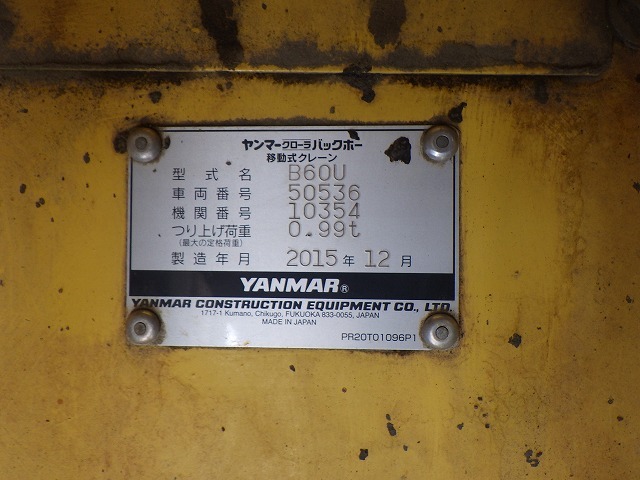 ヤンマークローラバックホー
移動式クレーン
型式名 B60U
車両番号 50536
機関番号 10354
つり上げ荷重 0.99t
(最大の定格荷重)
製造年月 2015年12月
YANMAR®
YANMAR CONSTRUCTION EQUIPMENT CO., LTD.
1717-1 Kumano, Chikugo, FUKUOKA 833-0055, JAPAN
MADE IN JAPAN
PR20T01096P1